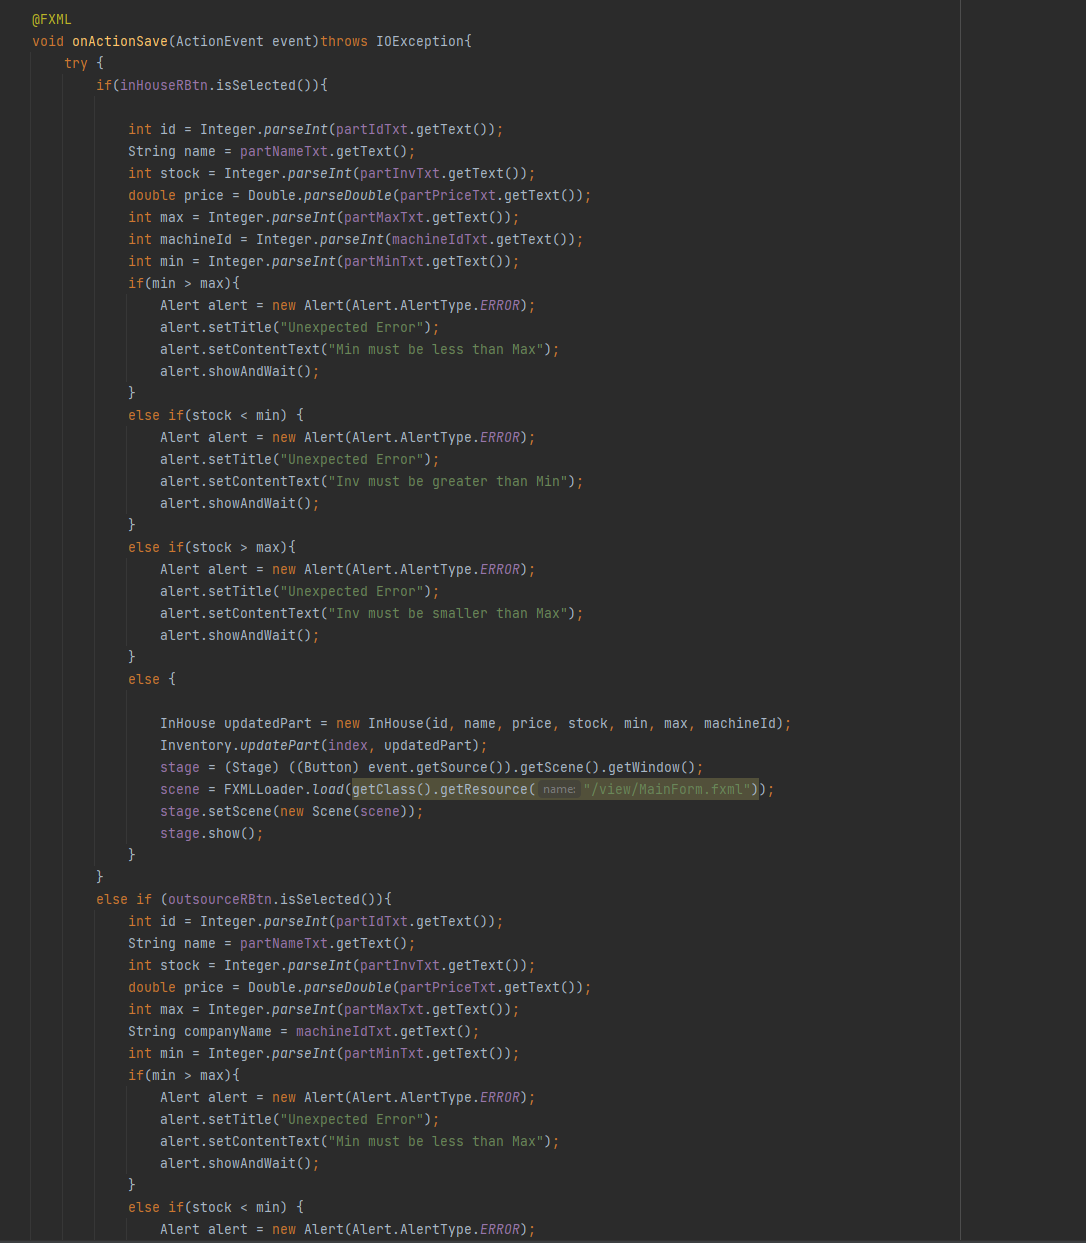 @FXML
void onActionSave(ActionEvent event)throws IOException{
try {
if(inHouseRBtn.isSelected()){
int id = Integer.parseInt(partIdTxt.getText());
String name = partNameTxt.getText();
int stock = Integer.parseInt(partInvTxt.getText());
double price = Double.parseDouble(partPriceTxt.getText());
int max = Integer.parseInt(partMaxTxt.getText());
int machineId = Integer.parseInt(machineIdTxt.getText());
int min = Integer.parseInt(partMinTxt.getText());
if(min > max){
Alert alert = new Alert(Alert.AlertType.ERROR);
alert.setTitle("Unexpected Error");
alert.setContentText("Min must be less than Max");
alert.showAndWait();
}
else if(stock < min) {
Alert alert = new Alert(Alert.AlertType.ERROR);
alert.setTitle("Unexpected Error");
alert.setContentText("Inv must be greater than Min");
alert.showAndWait();
}
else if(stock > max){
Alert alert = new Alert(Alert.AlertType.ERROR);
alert.setTitle("Unexpected Error");
alert.setContentText("Inv must be smaller than Max");
alert.showAndWait();
}
else {
InHouse updatedPart = new InHouse(id, name, price, stock, min, max, machineId);
Inventory.updatePart(index, updatedPart);
stage = (Stage) ((Button) event.getSource()).getScene().getWindow();
scene = FXMLLoader.load(getClass().getResource( name: "/view/MainForm.fxml"));
stage.setScene(new Scene(scene));
stage.show();
}
}
else if (outsourceRBtn.isSelected()){
int id = Integer.parseInt(partIdTxt.getText());
String name = partNameTxt.getText();
int stock = Integer.parseInt(partInvTxt.getText());
double price = Double.parseDouble(partPriceTxt.getText());
int max = Integer.parseInt(partMaxTxt.getText());
String companyName = machineIdTxt.getText();
int min = Integer.parseInt(partMinTxt.getText());
if(min > max){
Alert alert = new Alert(Alert.AlertType.ERROR);
alert.setTitle("Unexpected Error");
alert.setContentText("Min must be less than Max");
alert.showAndWait();
}
else if(stock < min) {
Alert alert = new Alert(Alert.AlertType.ERROR);